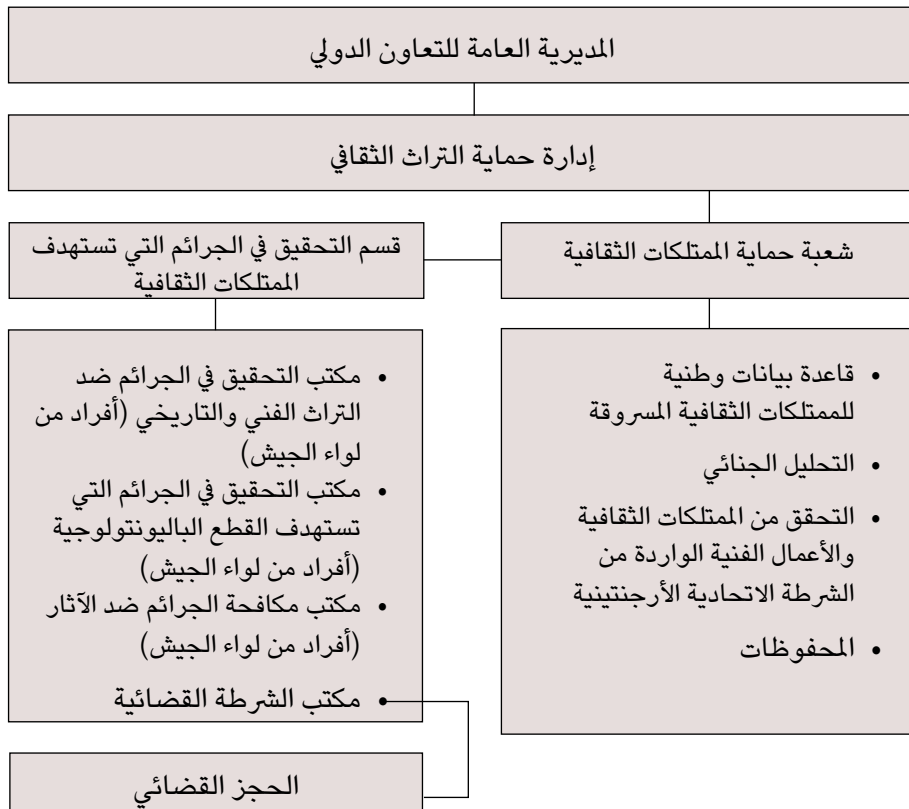 المديرية العامة للتعاون الدولي
إدارة حماية التراث الثقافي
شعبة حماية الممتلكات الثقافية
• قاعدة بيانات وطنية
للممتلكات الثقافية المسروقة
• التحليل الجنائي
• التحقق من الممتلكات الثقافية
والأعمال الفنية الواردة من
الشرطة الاتحادية الأرجنتينية
• المحفوظات
قسم التحقيق في الجرائم التي تستهدف
الممتلكات الثقافية
• مكتب التحقيق في الجرائم ضد
التراث الفني والتاريخي (أفراد من
لواء الجيش)
• مكتب التحقيق في الجرائم التي
تستهدف القطع الباليونتولوجية
(أفراد من لواء الجيش)
• مكتب مكافحة الجرائم ضد الآثار
(أفراد من لواء الجيش)
• مكتب الشرطة القضائية
الحجز القضائي